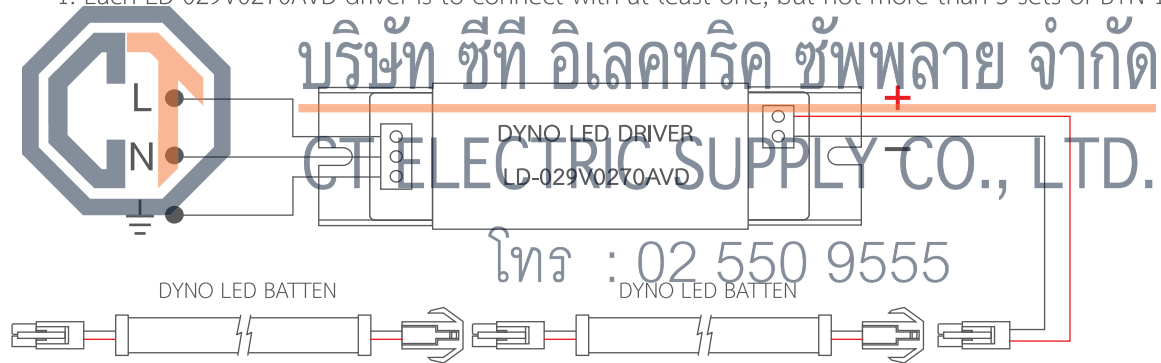 1. Each LD-029V0270AVD driver is to connect with at least one, but not more than 5 sets of DYN-1
บริษัท ซีที อิเลคทริค ซัพพลาย จำกัด
L
+
DYNO LED DRIVER
N
CT ELECTRIC SUPPLY CO., LTD.
−
LD-029V0270AVD
โทร : 02 550 9555
DYNO LED BATTEN
DYNO LED BATTEN